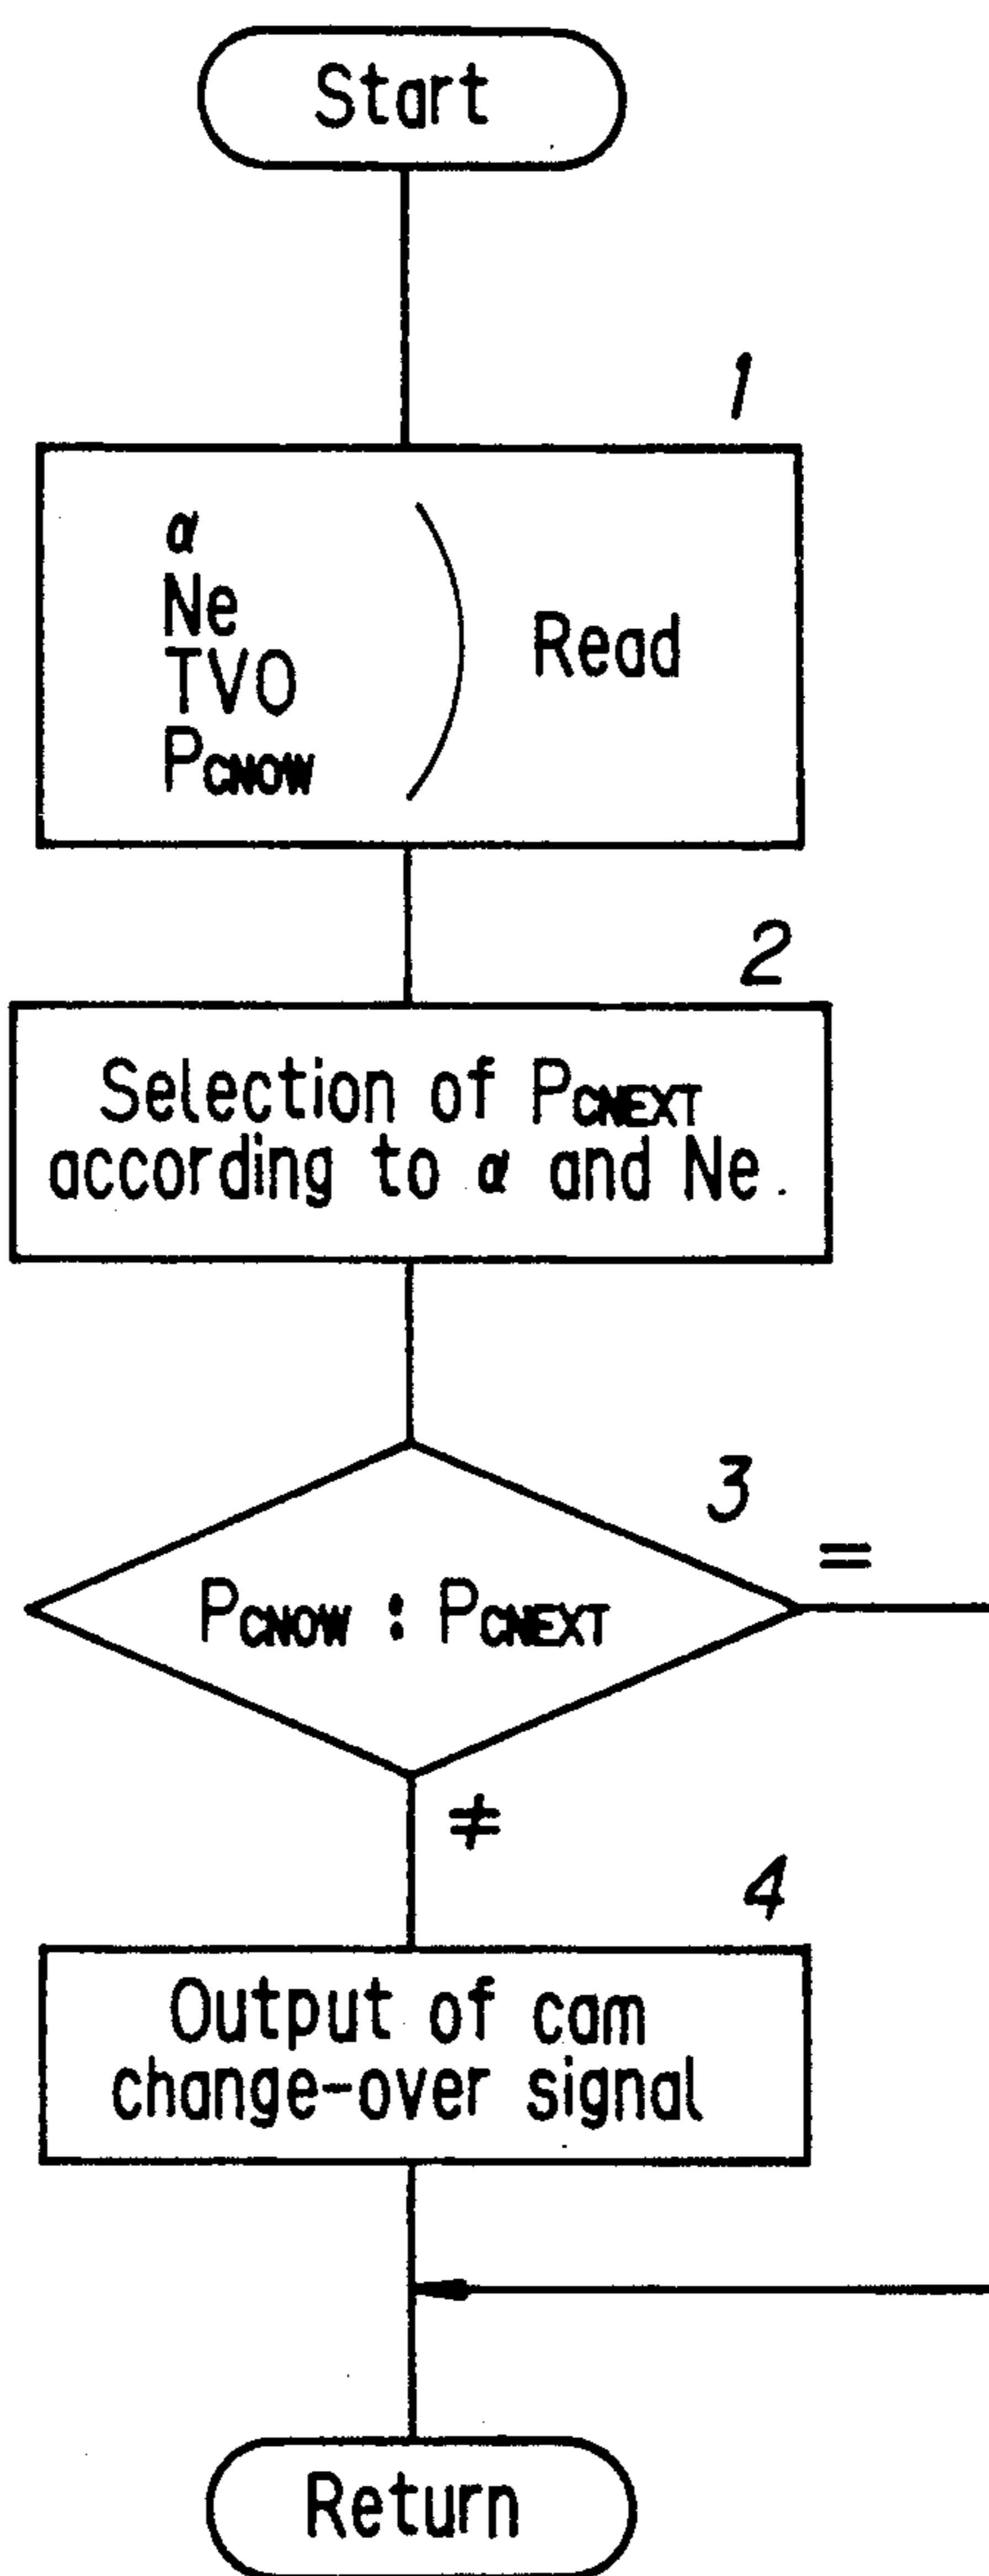 Start
1
α
Ne
TVO
PCNOW
Read
2
Selection of PCNEXT
according to α and Ne
3
=
PCNOW : PCNEXT
≠
4
Output of cam
change-over signal
Return